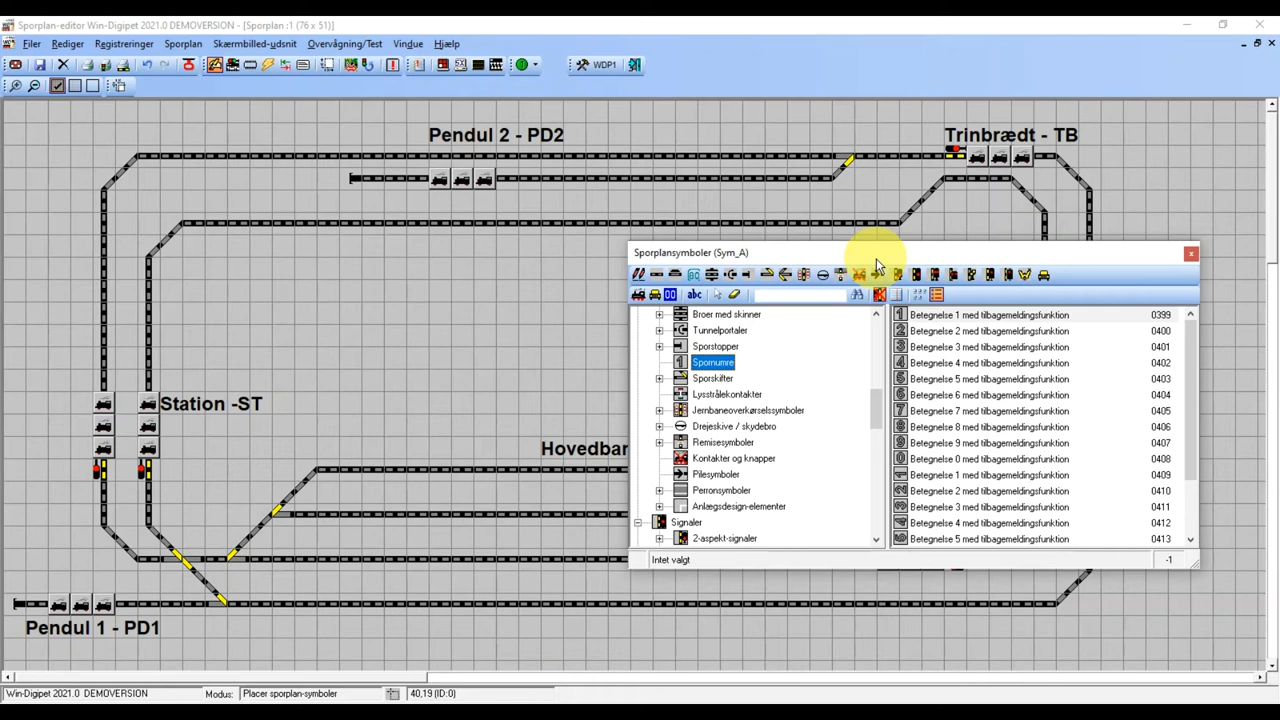 Sporplan-editor Win-Digipet 2021.0 DEMOVERSION - [Sporplan :1 (76 x 51)]
Filer Rediger Registreringer Sporplan Skærmbilled-udsnit Overvågning/Test Vindue Hjælp
WDP1
Pendul 2 - PD2
Trinbrædt - TB
Sporplansymboler (Sym_A)
abc
Broer med skinner
Tunnelportaler
Sporstopper
Spornumre
Sporskifter
Lysstrålekontakter
Jernbaneoverkørselssymboler
Drejeskive / skydebro
Remisesymboler
Kontakter og knapper
Pilesymboler
Perronsymboler
Anlægsdesign-elementer
Signaler
2-aspekt-signaler
Betegnelse 1 med tilbagemeldingsfunktion 0399
Betegnelse 2 med tilbagemeldingsfunktion 0400
Betegnelse 3 med tilbagemeldingsfunktion 0401
Betegnelse 4 med tilbagemeldingsfunktion 0402
Betegnelse 5 med tilbagemeldingsfunktion 0403
Betegnelse 6 med tilbagemeldingsfunktion 0404
Betegnelse 7 med tilbagemeldingsfunktion 0405
Betegnelse 8 med tilbagemeldingsfunktion 0406
Betegnelse 9 med tilbagemeldingsfunktion 0407
Betegnelse 0 med tilbagemeldingsfunktion 0408
Betegnelse 1 med tilbagemeldingsfunktion 0409
Betegnelse 2 med tilbagemeldingsfunktion 0410
Betegnelse 3 med tilbagemeldingsfunktion 0411
Betegnelse 4 med tilbagemeldingsfunktion 0412
Betegnelse 5 med tilbagemeldingsfunktion 0413
Intet valgt -1
Station -ST
Hovedbar
Pendul 1 - PD1
Win-Digipet 2021.0 DEMOVERSION Modus: Placer sporplan-symboler 40,19 (ID:0)